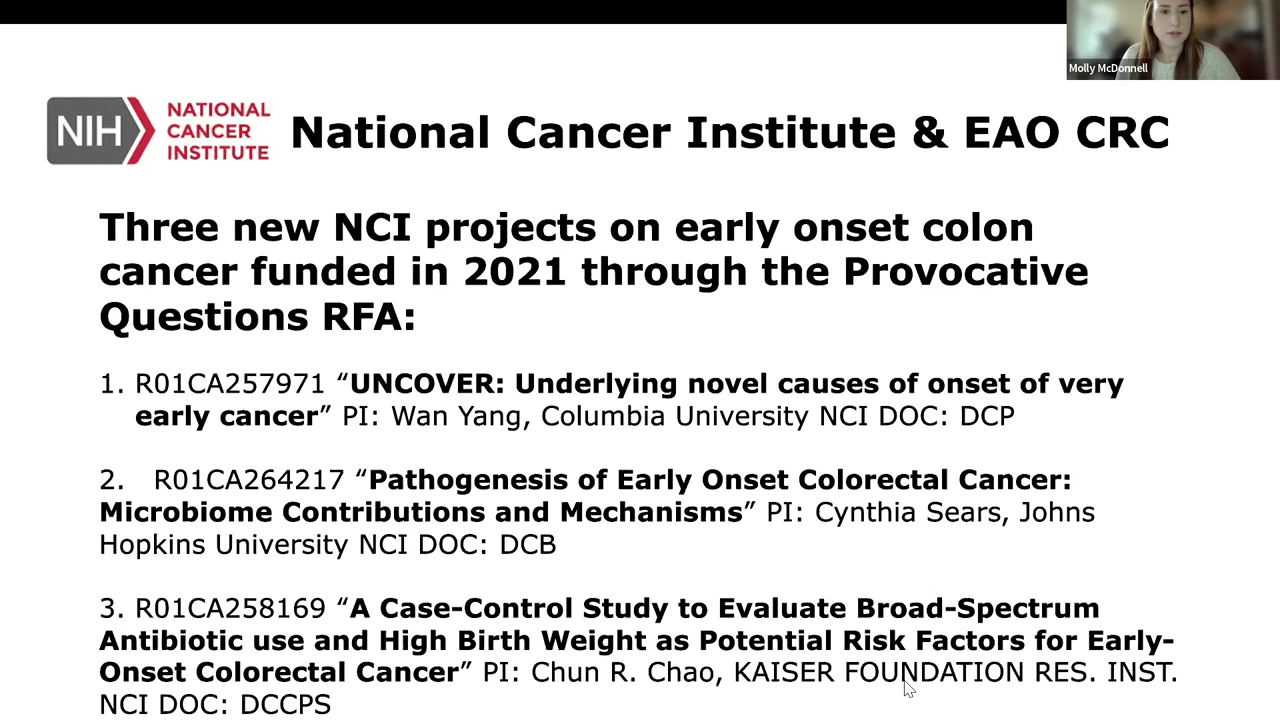 Molly McDonnell
NIH
NATIONAL
CANCER
INSTITUTE
National Cancer Institute & EAO CRC
Three new NCI projects on early onset colon
cancer funded in 2021 through the Provocative
Questions RFA:
1. R01CA257971 “UNCOVER: Underlying novel causes of onset of very
early cancer” PI: Wan Yang, Columbia University NCI DOC: DCP
2. R01CA264217 “Pathogenesis of Early Onset Colorectal Cancer:
Microbiome Contributions and Mechanisms” PI: Cynthia Sears, Johns
Hopkins University NCI DOC: DCB
3. R01CA258169 “A Case-Control Study to Evaluate Broad-Spectrum
Antibiotic use and High Birth Weight as Potential Risk Factors for Early-
Onset Colorectal Cancer” PI: Chun R. Chao, KAISER FOUNDATION RES. INST.
NCI DOC: DCCPS